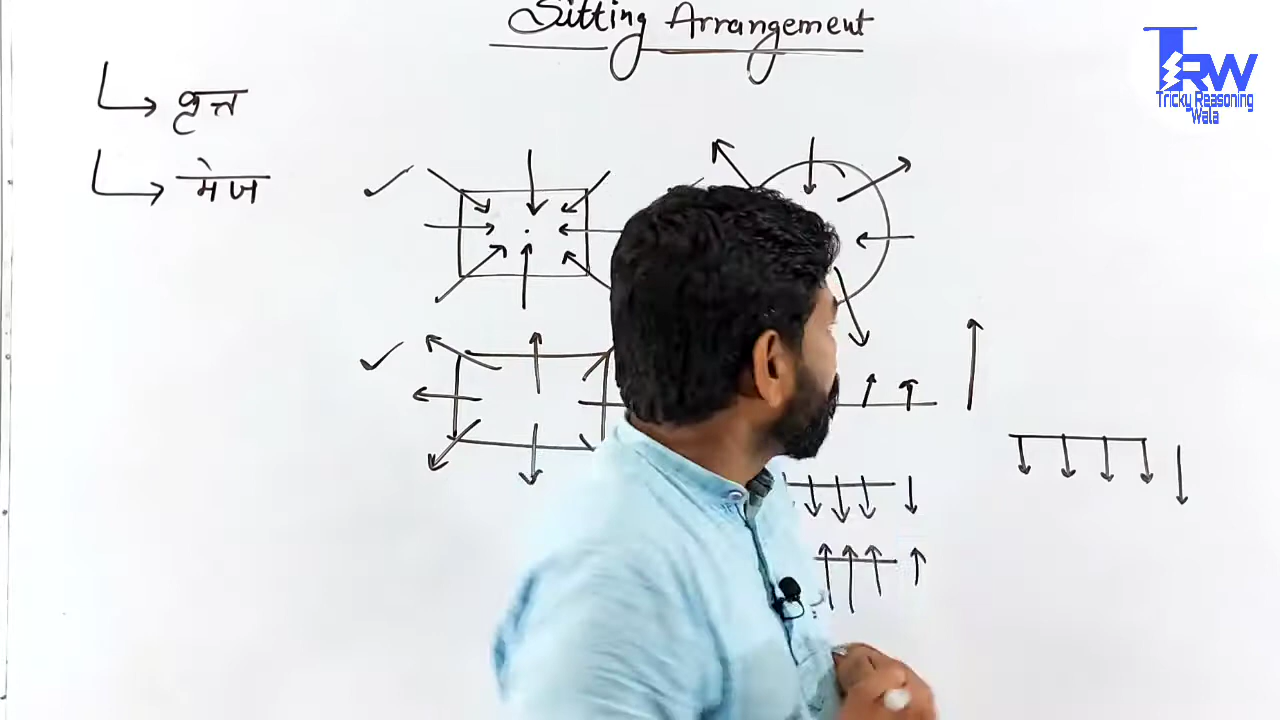 Sitting Arrangement
वृत्त
मेज
TRW
Tricky Reasoning
Wala